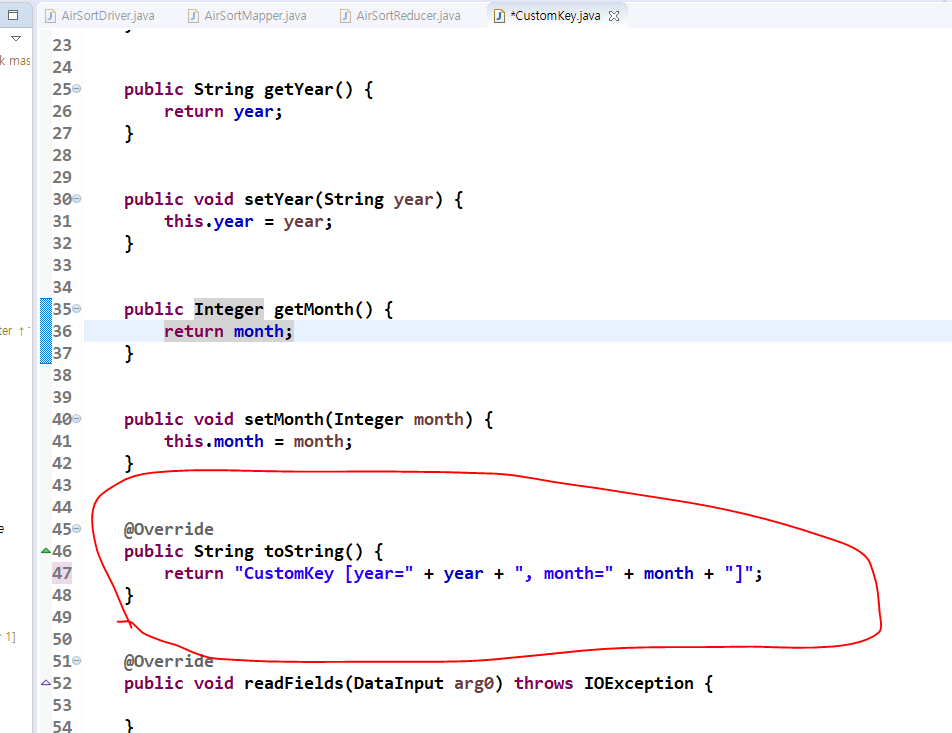 AirSortDriver.java AirSortMapper.java AirSortReducer.java *CustomKey.java
k mas
23
24
25 public String getYear() {
26 return year;
27 }
28
29
30 public void setYear(String year) {
31 this.year = year;
32 }
33
34
35 public Integer getMonth() {
ter ↑
36 return month;
37 }
38
39
40 public void setMonth(Integer month) {
41 this.month = month;
42 }
43
44
e
45 @Override
46 public String toString() {
47 return "CustomKey [year=" + year + ", month=" + month + "]";
48 }
49
50
1]
51 @Override
52 public void readFields(DataInput arg0) throws IOException {
53
54 }